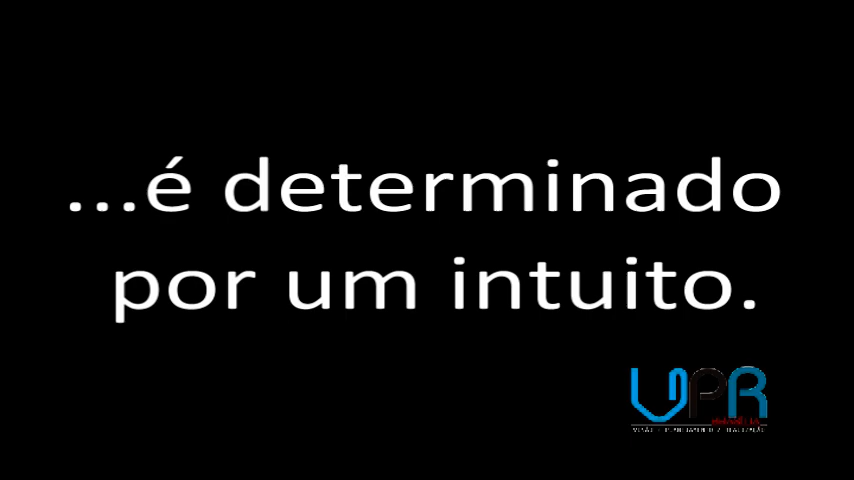 ...é determinado
por um intuito.
VPR